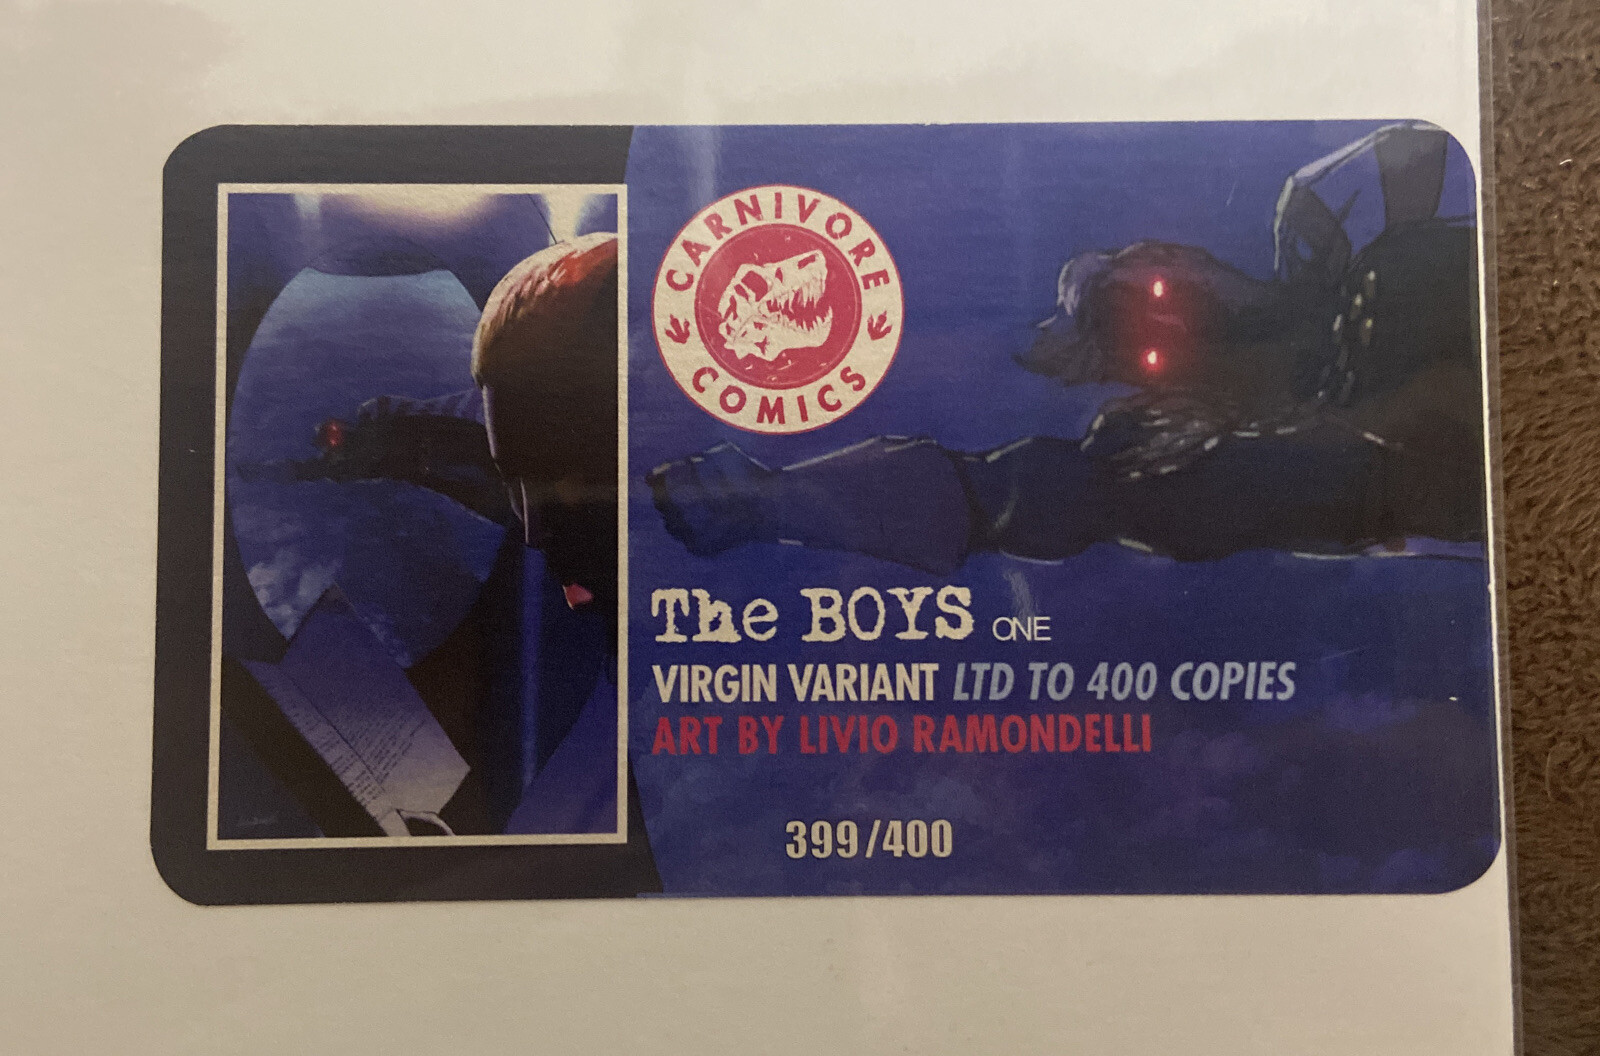 CARNIVORE
COMICS
The BOYS ONE
VIRGIN VARIANT LTD TO 400 COPIES
ART BY LIVIO RAMONDELLI
399/400